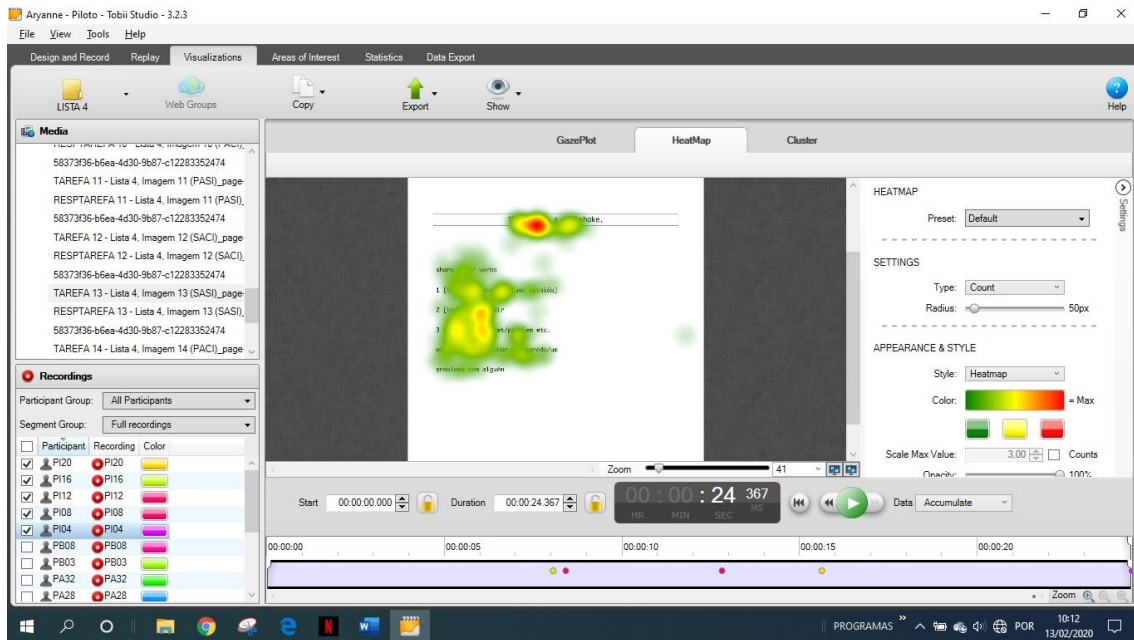 Aryanne - Piloto - Tobii Studio - 3.2.3
File View Tools Help
Design and Record Replay Visualizations Areas of Interest Statistics Data Export
LISTA 4 Web Groups Copy Export Show Help
Media
58373f36-b6ea-4d30-9b87-c12283352474
TAREFA 11 - Lista 4, Imagem 11 (PASI)_page-
RESPTAREFA 11 - Lista 4, Imagem 11 (PASI)_
58373f36-b6ea-4d30-9b87-c12283352474
TAREFA 12 - Lista 4, Imagem 12 (SACI)_page-
RESPTAREFA 12 - Lista 4, Imagem 12 (SACI)_
58373f36-b6ea-4d30-9b87-c12283352474
TAREFA 13 - Lista 4, Imagem 13 (SASI)_page-
RESPTAREFA 13 - Lista 4, Imagem 13 (SASI)_
58373f36-b6ea-4d30-9b87-c12283352474
TAREFA 14 - Lista 4, Imagem 14 (PACI)_page-
Recordings
Participant Group: All Participants
Segment Group: Full recordings
Participant Recording Color
PI20 PI20
PI16 PI16
PI12 PI12
PI08 PI08
PI04 PI04
PB08 PB08
PB03 PB03
PA32 PA32
PA28 PA28
GazePlot HeatMap Cluster
shake.
share verbo
1 opinião]
2
3 et/problem etc.
segredo/um
problema com alguém
HEATMAP
Preset: Default
SETTINGS
Type: Count
Radius: 50px
APPEARANCE & STYLE
Style: Heatmap
Color: = Max
Scale Max Value: 3,00 Counts
Opacity: 100%
Settings
Zoom 41
Start 00:00:00.000 Duration 00:00:24.367 00 : 00 : 24 367 Data Accumulate
HR MIN SEC MS
00:00:00 00:00:05 00:00:10 00:00:15 00:00:20
Zoom
PROGRAMAS POR 10:12
13/02/2020